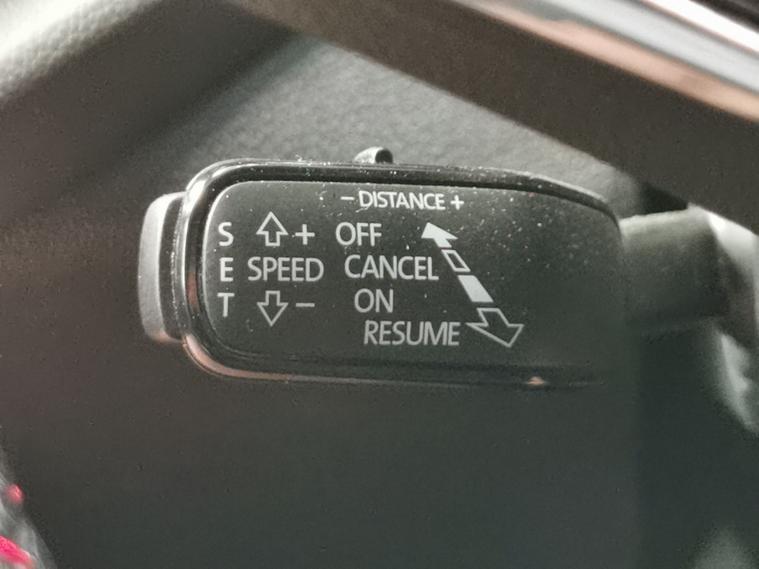 − DISTANCE +
S + OFF
E SPEED CANCEL
T − ON
RESUME